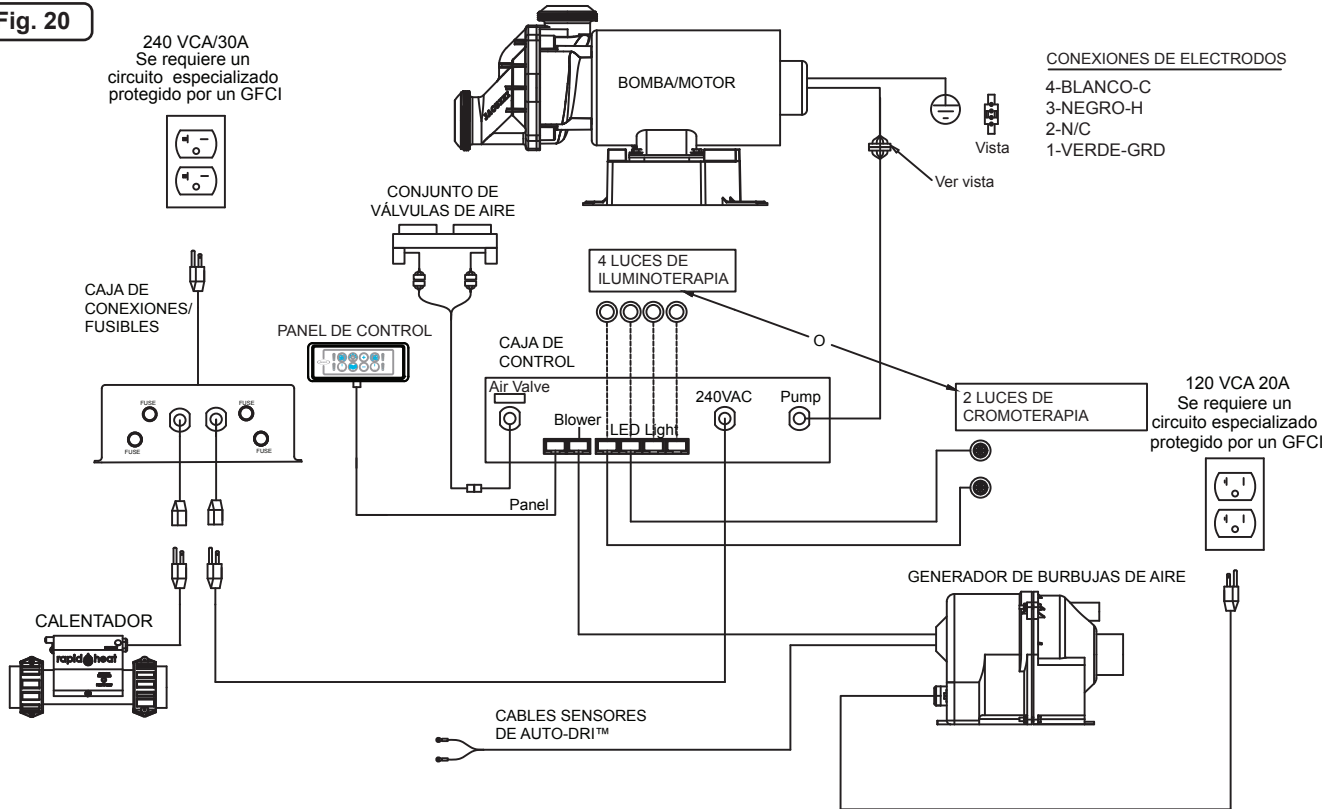 Fig. 20
240 VCA/30A
Se requiere un
circuito especializado
protegido por un GFCI
BOMBA/MOTOR
JACUZZI
CONEXIONES DE ELECTRODOS
4-BLANCO-C
3-NEGRO-H
2-N/C
1-VERDE-GRD
Vista
Ver vista
CONJUNTO DE
VÁLVULAS DE AIRE
4 LUCES DE
ILUMINOTERAPIA
CAJA DE
CONEXIONES/
FUSIBLES
PANEL DE CONTROL
CAJA DE
CONTROL
O
Air Valve
Blower
LED Light
240VAC
Pump
Panel
2 LUCES DE
CROMOTERAPIA
120 VCA 20A
Se requiere un
circuito especializado
protegido por un GFCI
FUSE
FUSE
FUSE
FUSE
CALENTADOR
rapid heat
GENERADOR DE BURBUJAS DE AIRE
CABLES SENSORES
DE AUTO-DRI™